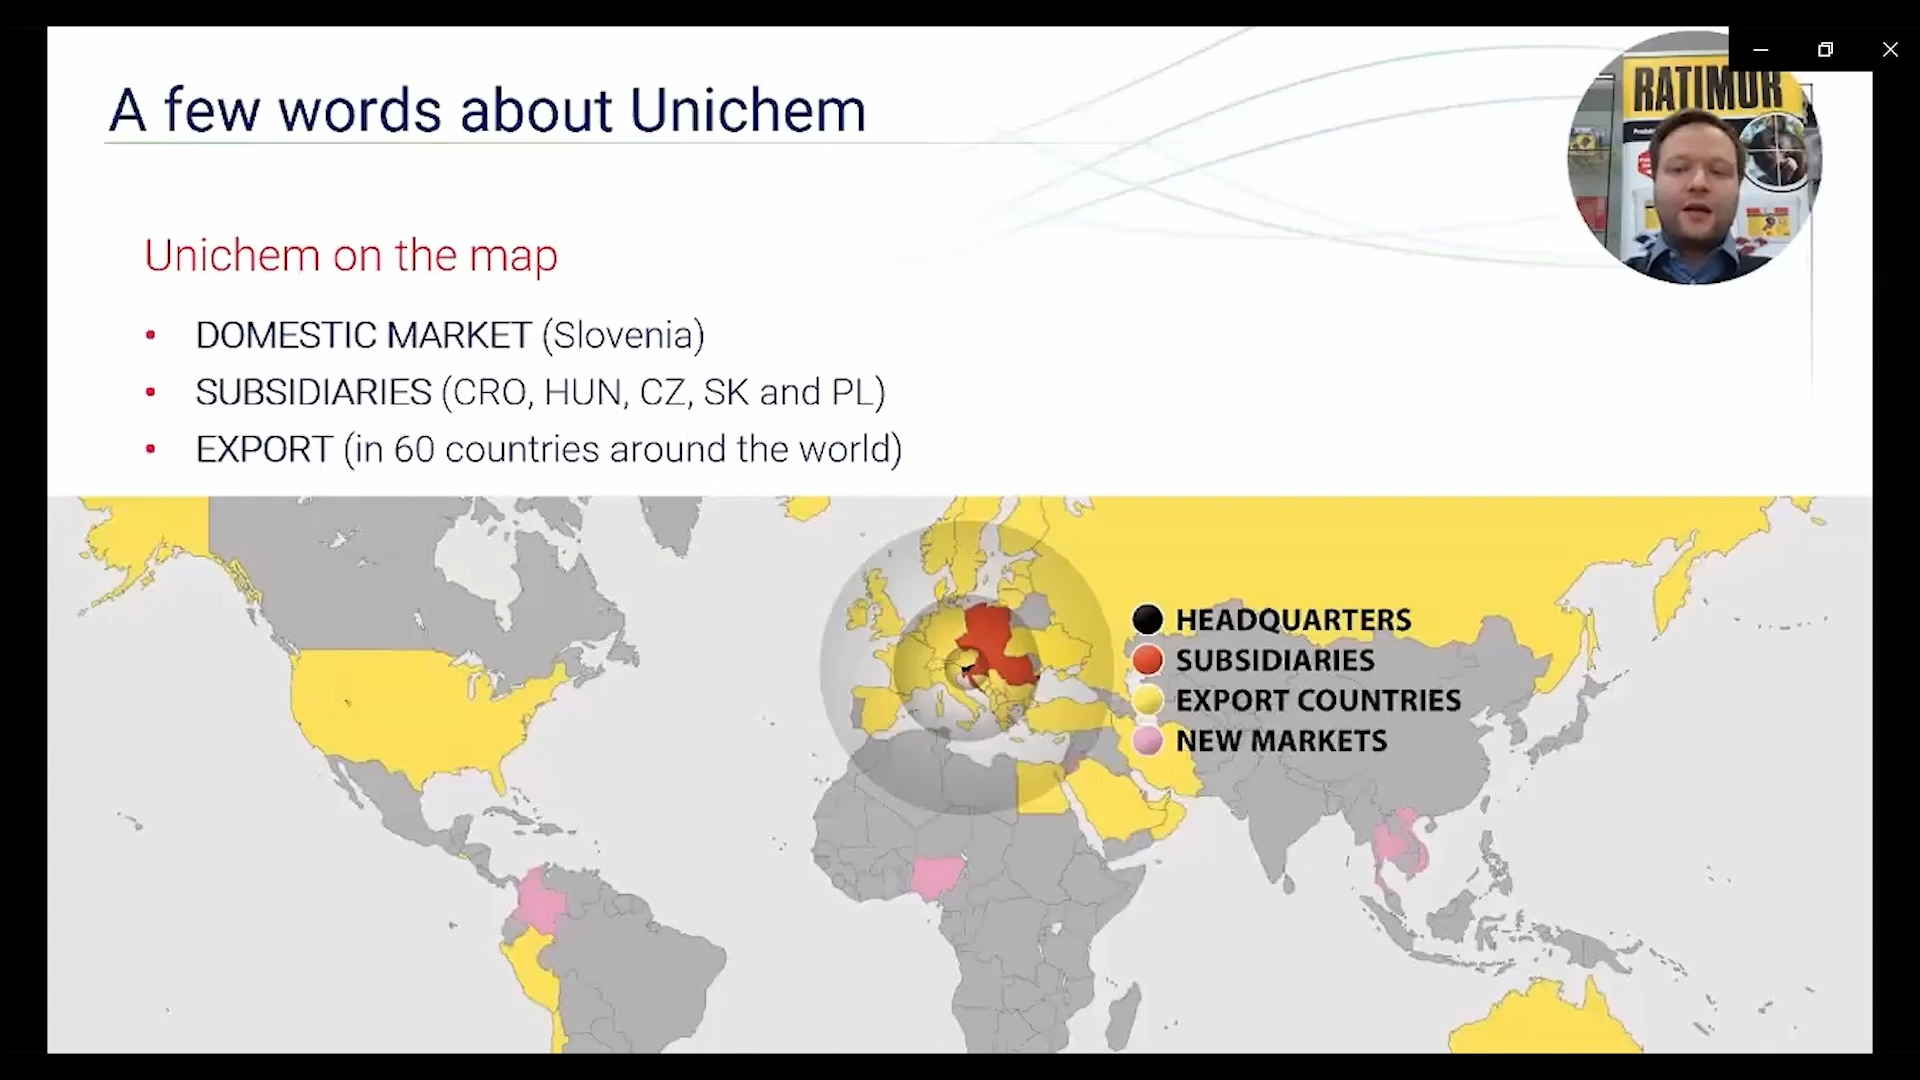 A few words about Unichem
RATIMOR
Unichem on the map
• DOMESTIC MARKET (Slovenia)
• SUBSIDIARIES (CRO, HUN, CZ, SK and PL)
• EXPORT (in 60 countries around the world)
HEADQUARTERS
SUBSIDIARIES
EXPORT COUNTRIES
NEW MARKETS